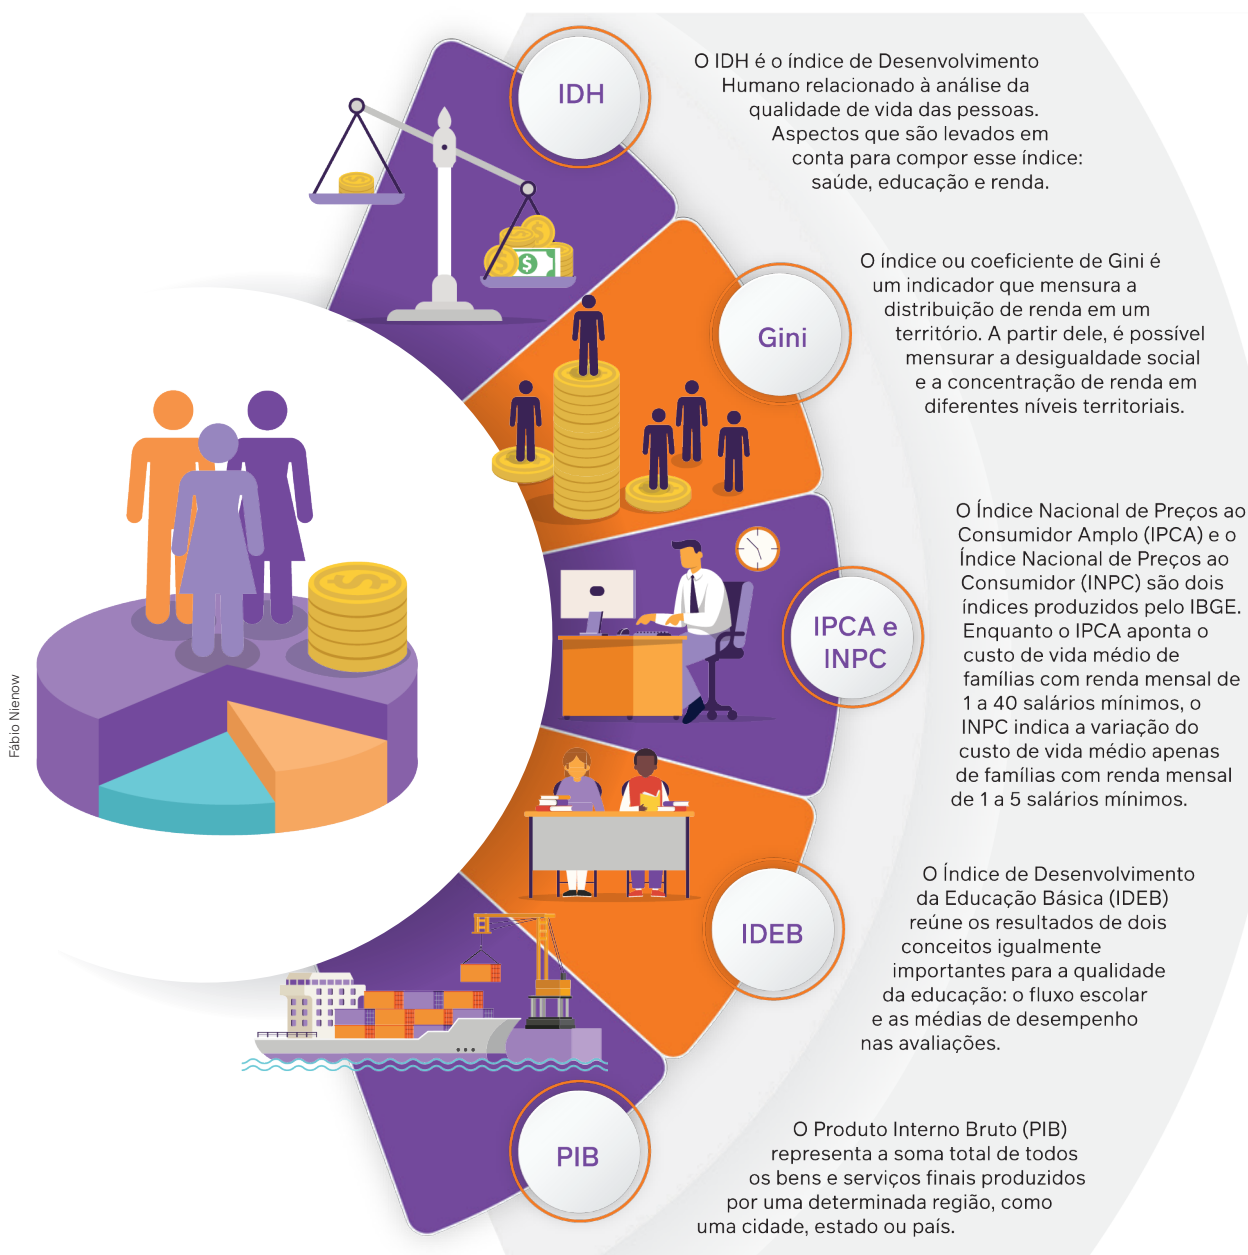 IDH
O IDH é o índice de Desenvolvimento
Humano relacionado à análise da
qualidade de vida das pessoas.
Aspectos que são levados em
conta para compor esse índice:
saúde, educação e renda.
Gini
O índice ou coeficiente de Gini é
um indicador que mensura a
distribuição de renda em um
território. A partir dele, é possível
mensurar a desigualdade social
e a concentração de renda em
diferentes níveis territoriais.
IPCA e
INPC
O Índice Nacional de Preços ao
Consumidor Amplo (IPCA) e o
Índice Nacional de Preços ao
Consumidor (INPC) são dois
índices produzidos pelo IBGE.
Enquanto o IPCA aponta o
custo de vida médio de
famílias com renda mensal de
1 a 40 salários mínimos, o
INPC indica a variação do
custo de vida médio apenas
de famílias com renda mensal
de 1 a 5 salários mínimos.
IDEB
O Índice de Desenvolvimento
da Educação Básica (IDEB)
reúne os resultados de dois
conceitos igualmente
importantes para a qualidade
da educação: o fluxo escolar
e as médias de desempenho
nas avaliações.
PIB
O Produto Interno Bruto (PIB)
representa a soma total de todos
os bens e serviços finais produzidos
por uma determinada região, como
uma cidade, estado ou país.
Fábio Nienow